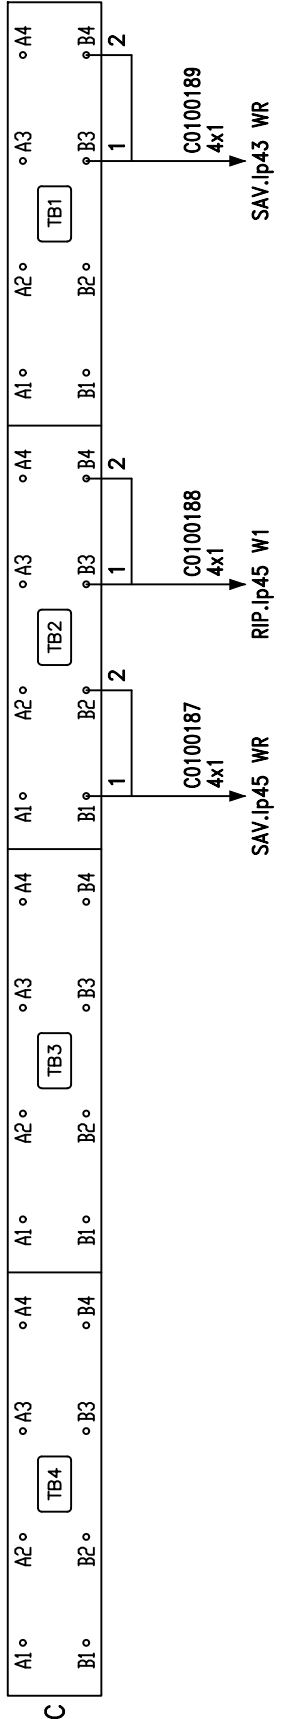 A1 A2 A3 A4 A1 A2 A3 A4 A1 A2 A3 A4 A1 A2 A3 A4
C TB4 TB3 TB2 TB1
B1 B2 B3 B4 B1 B2 B3 B4 B1 B2 B3 B4 B1 B2 B3 B4
1 2 1 2 1 2
C0100187 C0100188 C0100189
4x1 4x1 4x1
SAV.Ip45 WR RIP.Ip45 W1 SAV.Ip43 WR